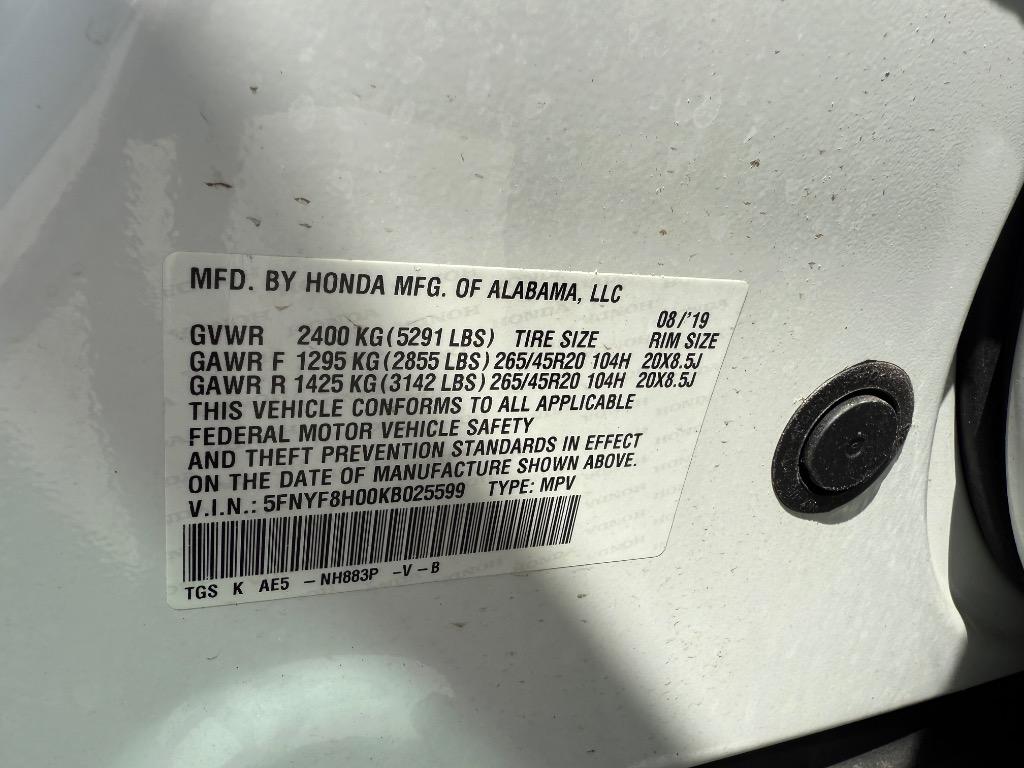 MFD. BY HONDA MFG. OF ALABAMA, LLC
08/'19
GVWR 2400 KG (5291 LBS) TIRE SIZE RIM SIZE
GAWR F 1295 KG (2855 LBS) 265/45R20 104H 20X8.5J
GAWR R 1425 KG (3142 LBS) 265/45R20 104H 20X8.5J
THIS VEHICLE CONFORMS TO ALL APPLICABLE
FEDERAL MOTOR VEHICLE SAFETY
AND THEFT PREVENTION STANDARDS IN EFFECT
ON THE DATE OF MANUFACTURE SHOWN ABOVE.
V.I.N.: 5FNYF8H00KB025599 TYPE: MPV
TGS K AE5 -NH883P -V-B